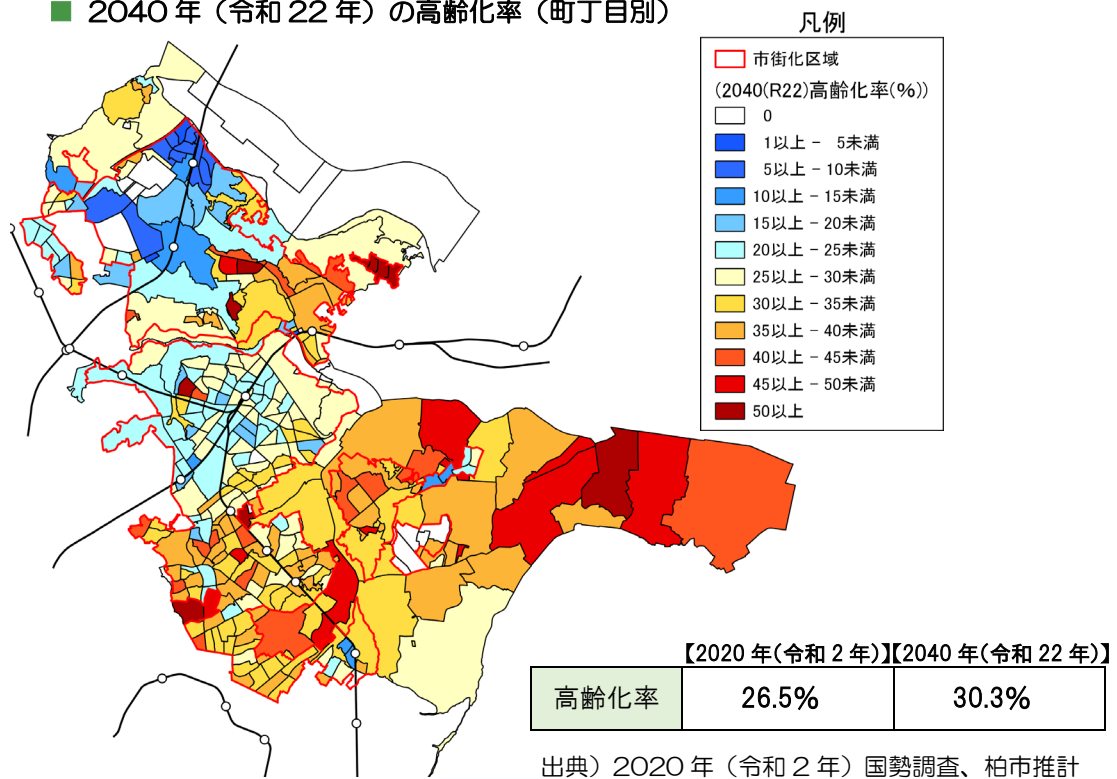 ■ 2040年（令和22年）の高齢化率（町丁目別）
凡例
市街化区域
(2040(R22)高齢化率(%))
0
1以上－ 5未満
5以上－10未満
10以上－15未満
15以上－20未満
20以上－25未満
25以上－30未満
30以上－35未満
35以上－40未満
40以上－45未満
45以上－50未満
50以上
【2020年(令和2年)】【2040年(令和22年)】
高齢化率 26.5% 30.3%
出典）2020年（令和2年）国勢調査、柏市推計